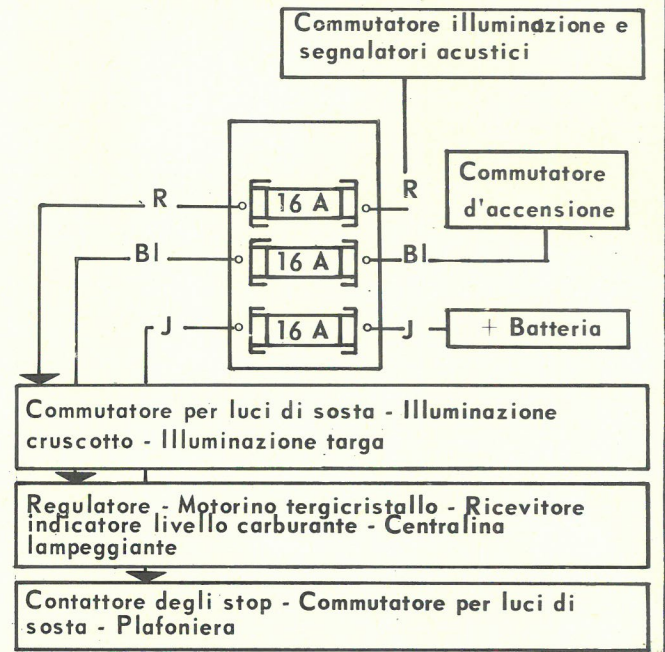 Commutatore illuminazione e
segnalatori acustici
R
16 A
R
Commutatore
d'accensione
Bl
16 A
Bl
J
16 A
J
+ Batteria
Commutatore per luci di sosta - Illuminazione
cruscotto - Illuminazione targa
Regulatore - Motorino tergicristallo - Ricevitore
indicatore livello carburante - Centralina
lampeggiante
Contattore degli stop - Commutatore per luci di
sosta - Plafoniera